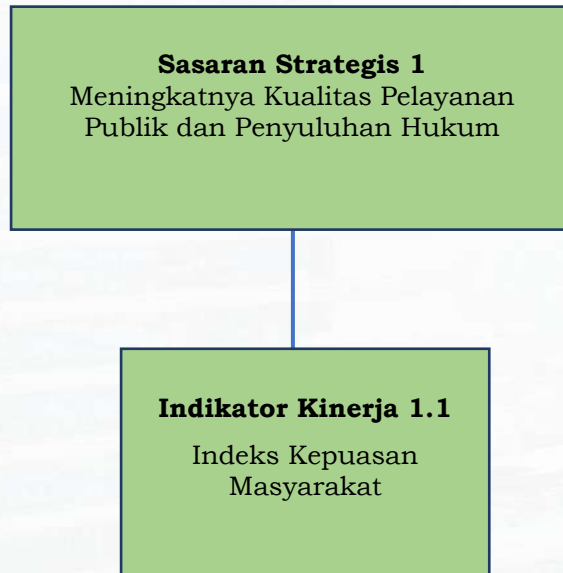 Sasaran Strategis 1
Meningkatnya Kualitas Pelayanan
Publik dan Penyuluhan Hukum
Indikator Kinerja 1.1
Indeks Kepuasan
Masyarakat